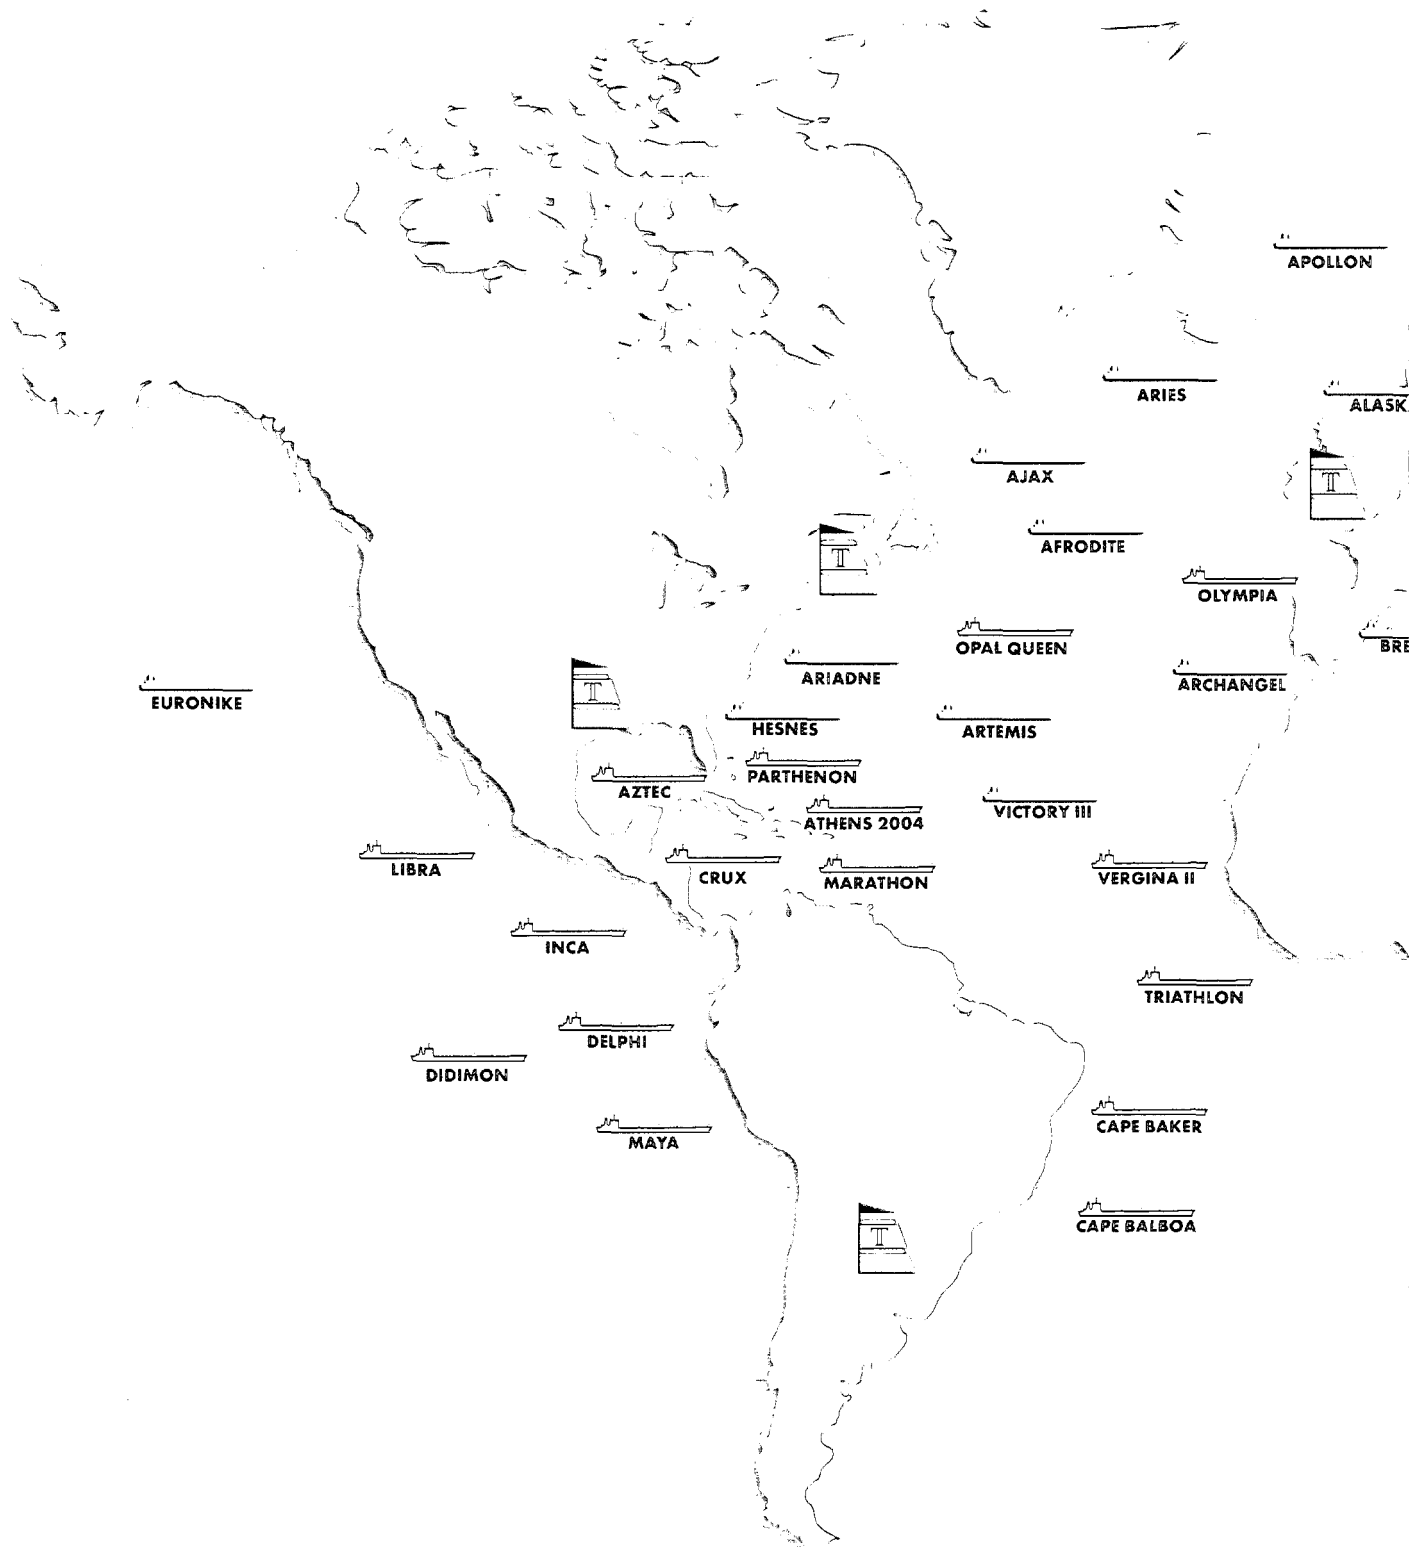 APOLLON
ARIES
ALASK
AJAX
T
AFRODITE
T
OLYMPIA
OPAL QUEEN
BRE
ARIADNE
ARCHANGEL
T
EURONIKE
HESNES
ARTEMIS
PARTHENON
AZTEC
VICTORY III
ATHENS 2004
LIBRA
CRUX
MARATHON
VERGINA II
INCA
TRIATHLON
DELPHI
DIDIMON
CAPE BAKER
MAYA
CAPE BALBOA
T